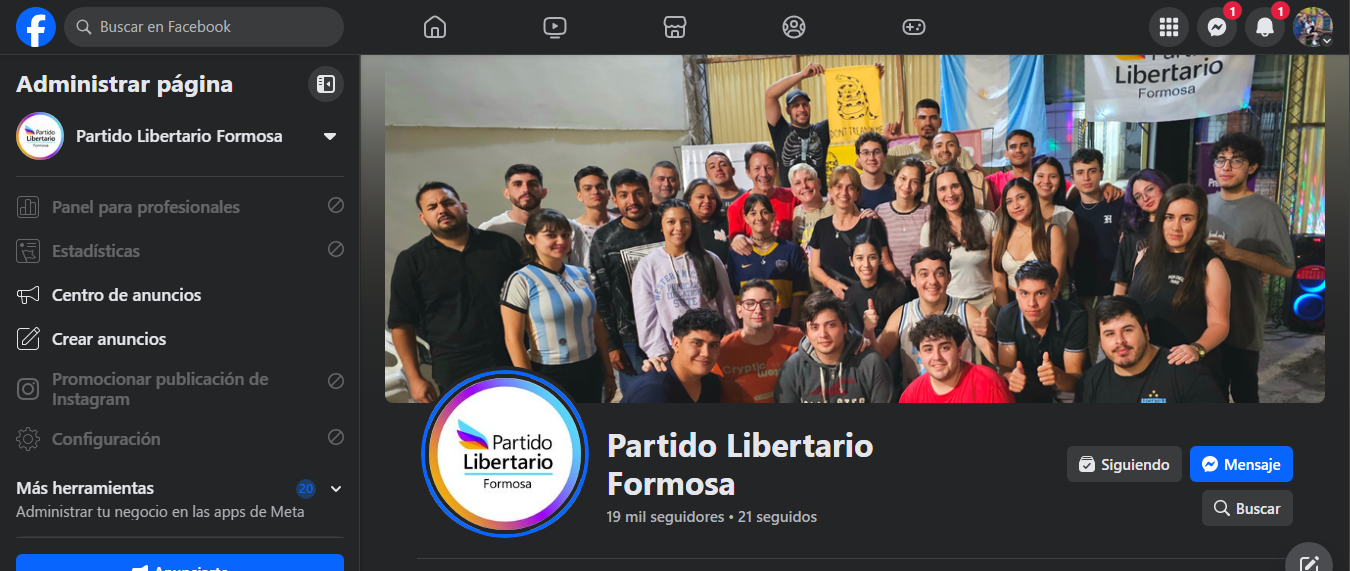 Buscar en Facebook
1
1
Administrar página
Partido Libertario Formosa
Panel para profesionales
Estadísticas
Centro de anuncios
Crear anuncios
Promocionar publicación de
Instagram
Configuración
Más herramientas
20
Administrar tu negocio en las apps de Meta
Libertario
Formosa
DON'T TREAD
Partido
Libertario
Formosa
Partido Libertario
Formosa
19 mil seguidores • 21 seguidos
Siguiendo
Mensaje
Buscar